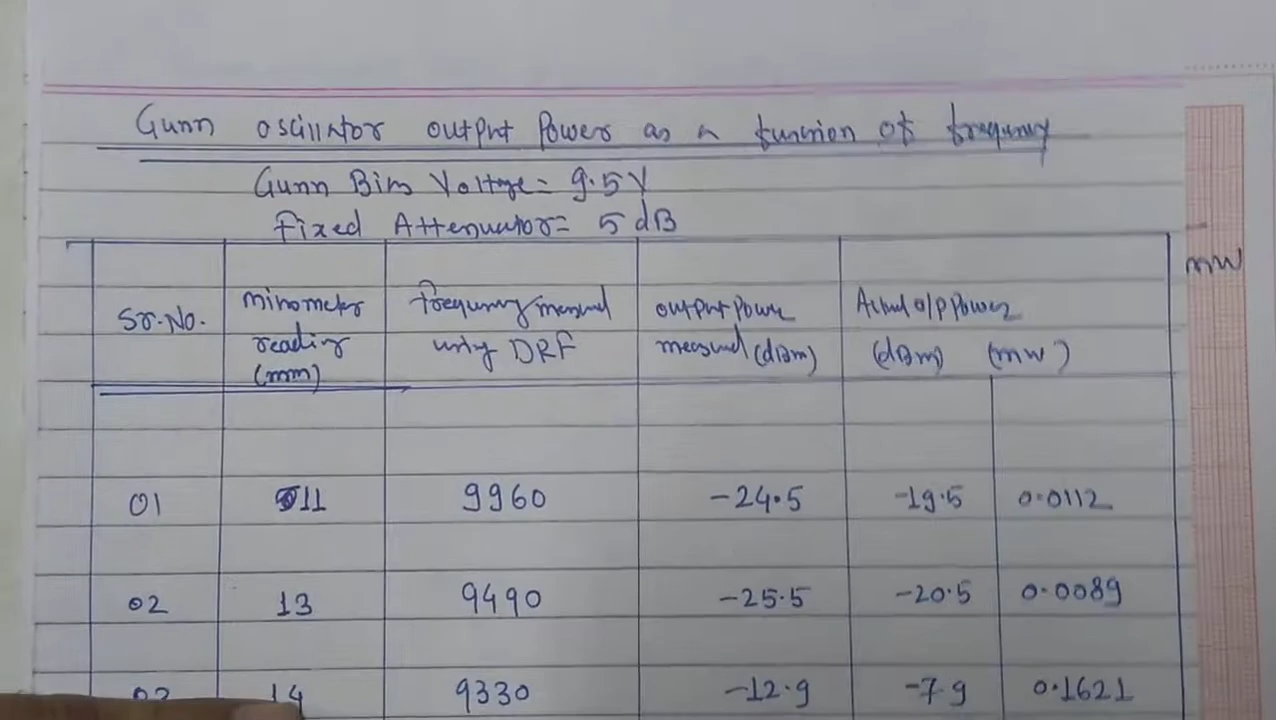 Gunn oscillator output Power as a function of frequency
Gunn Bias Voltage = 9.5V
Fixed Attenuator = 5 dB
Sr.No. micrometer reading (mm) frequency measured using DRF output Power measured (dBm) Actual o/p Power (dBm) (mw)
mw
01 11 9960 -24.5 -19.5 0.0112
02 13 9490 -25.5 -20.5 0.0089
03 14 9330 -12.9 -7.9 0.1621